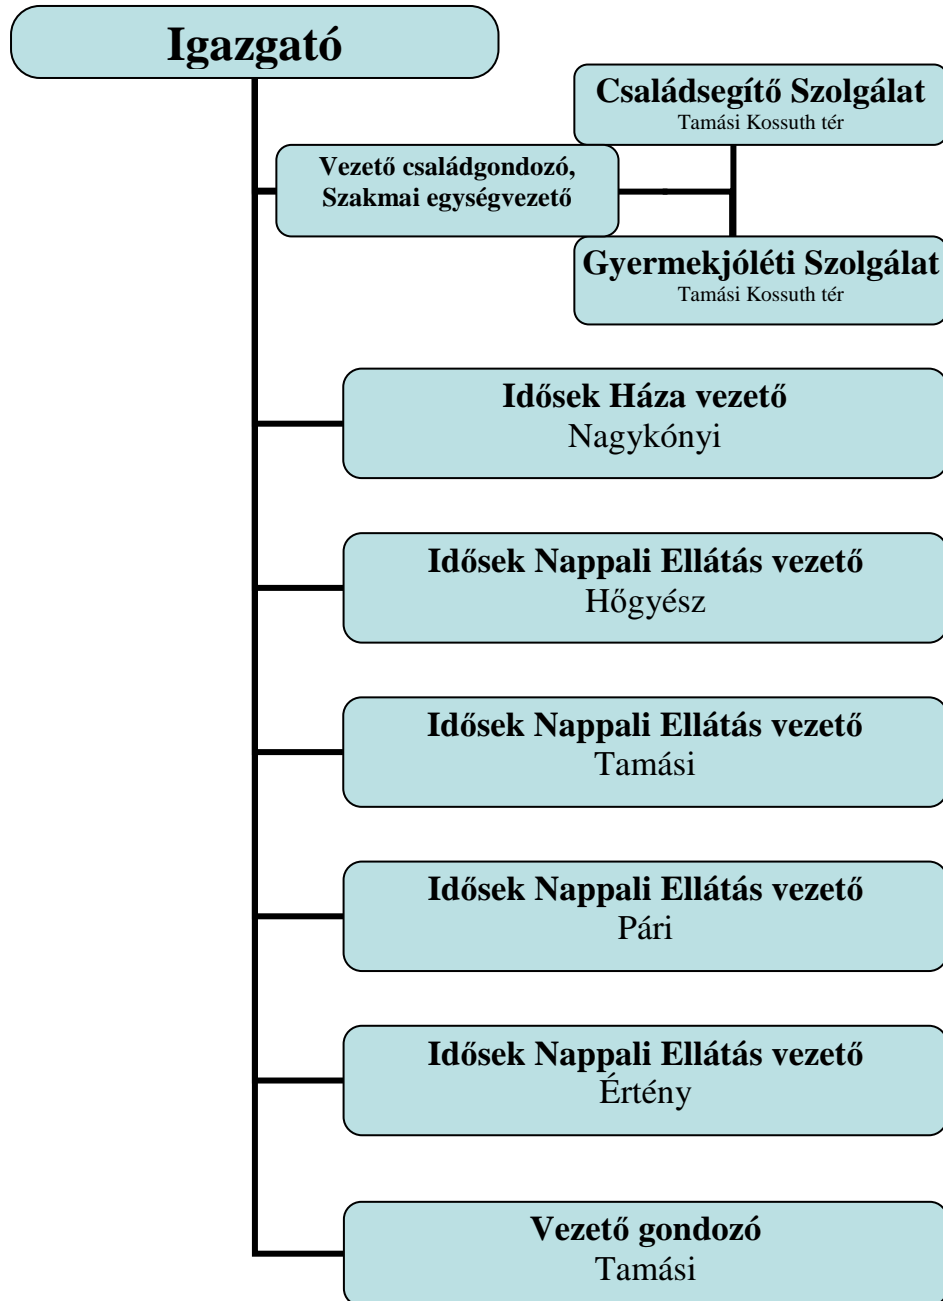 Igazgató
Családsegítő Szolgálat
Tamási Kossuth tér
Vezető családgondozó,
Szakmai egységvezető
Gyermekjóléti Szolgálat
Tamási Kossuth tér
Idősek Háza vezető
Nagykónyi
Idősek Nappali Ellátás vezető
Hőgyész
Idősek Nappali Ellátás vezető
Tamási
Idősek Nappali Ellátás vezető
Pári
Idősek Nappali Ellátás vezető
Értény
Vezető gondozó
Tamási